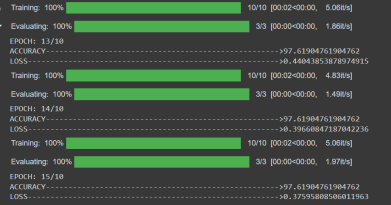 Training: 100% 10/10 [00:02<00:00, 5.06it/s]
Evaluating: 100% 3/3 [00:00<00:00, 1.86it/s]
EPOCH: 13/10
ACCURACY---------------------------------------------------->97.61904761904762
LOSS-------------------------------------------------------->0.44043853878974915
Training: 100% 10/10 [00:02<00:00, 4.83it/s]
Evaluating: 100% 3/3 [00:00<00:00, 1.49it/s]
EPOCH: 14/10
ACCURACY---------------------------------------------------->97.61904761904762
LOSS-------------------------------------------------------->0.39660847187042236
Training: 100% 10/10 [00:02<00:00, 5.06it/s]
Evaluating: 100% 3/3 [00:00<00:00, 1.97it/s]
EPOCH: 15/10
ACCURACY---------------------------------------------------->97.61904761904762
LOSS-------------------------------------------------------->0.37595808506011963